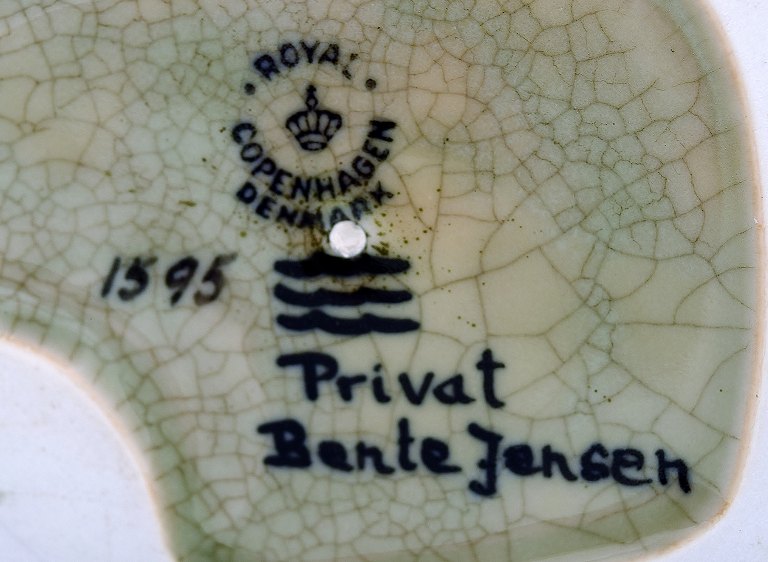 ROYAL
COPENHAGEN
DENMARK
1595
Privat
Bente Jensen